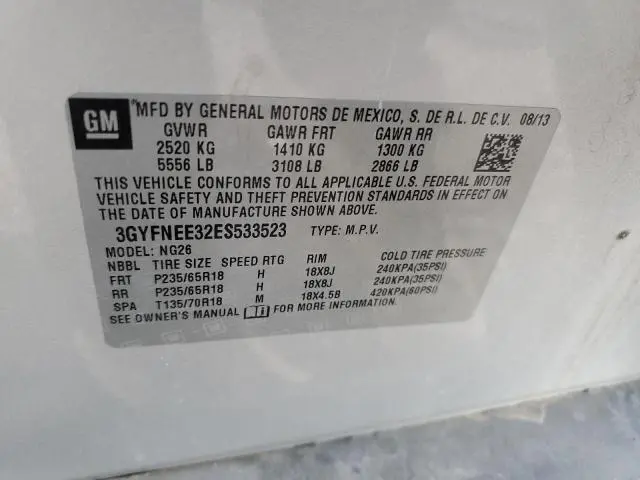 GM
*MFD BY GENERAL MOTORS DE MEXICO, S. DE R.L. DE C.V. 08/13
GVWR GAWR FRT GAWR RR
2520 KG 1410 KG 1300 KG
5556 LB 3108 LB 2866 LB
THIS VEHICLE CONFORMS TO ALL APPLICABLE U.S. FEDERAL MOTOR
VEHICLE SAFETY AND THEFT PREVENTION STANDARDS IN EFFECT ON
THE DATE OF MANUFACTURE SHOWN ABOVE.
3GYFNEE32ES533523 TYPE: M.P.V.
MODEL: NG26
NBBL TIRE SIZE SPEED RTG RIM COLD TIRE PRESSURE
FRT P235/65R18 H 18X8J 240KPA(35PSI)
RR P235/65R18 H 18X8J 240KPA(35PSI)
SPA T135/70R18 M 18X4.5B 420KPA(60PSI)
SEE OWNER'S MANUAL FOR MORE INFORMATION.